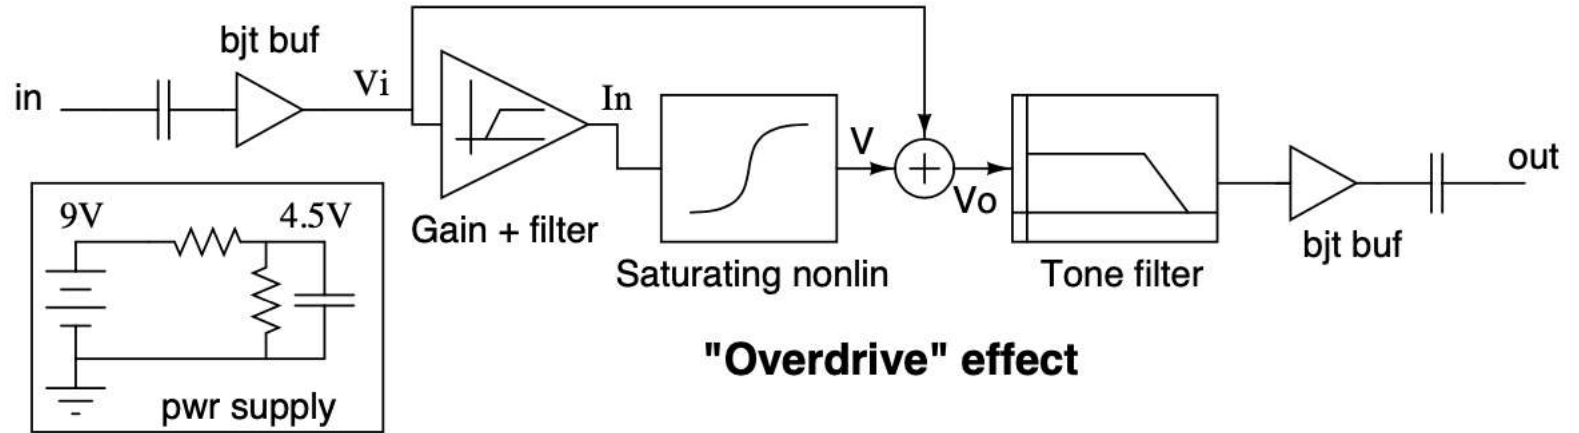 bjt buf
in
Vi
In
V
+
Vo
out
Gain + filter
Saturating nonlin
Tone filter
bjt buf
9V
4.5V
pwr supply
"Overdrive" effect